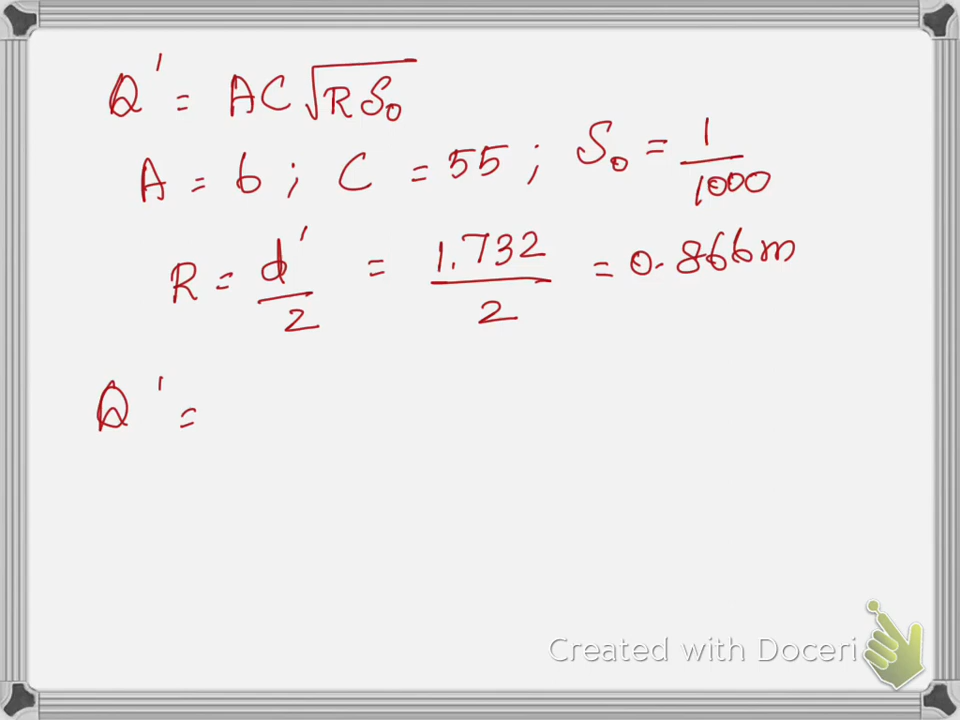 Q' = AC√RS₀
A = 6 ; C = 55 ; S₀ = 1/1000
R = d'/2 = 1.732/2 = 0.866m
Q' =
Created with Doceri